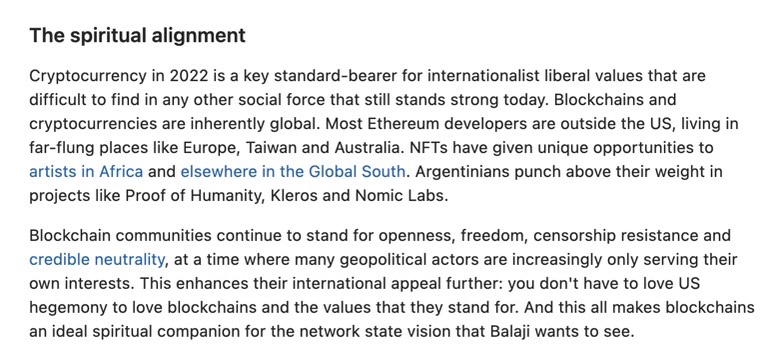 The spiritual alignment
Cryptocurrency in 2022 is a key standard-bearer for internationalist liberal values that are
difficult to find in any other social force that still stands strong today. Blockchains and
cryptocurrencies are inherently global. Most Ethereum developers are outside the US, living in
far-flung places like Europe, Taiwan and Australia. NFTs have given unique opportunities to
artists in Africa and elsewhere in the Global South. Argentinians punch above their weight in
projects like Proof of Humanity, Kleros and Nomic Labs.
Blockchain communities continue to stand for openness, freedom, censorship resistance and
credible neutrality, at a time where many geopolitical actors are increasingly only serving their
own interests. This enhances their international appeal further: you don't have to love US
hegemony to love blockchains and the values that they stand for. And this all makes blockchains
an ideal spiritual companion for the network state vision that Balaji wants to see.